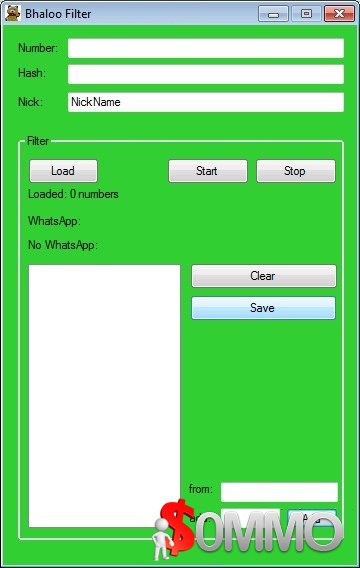 Bhaloo Filter
Number:
Hash:
Nick: NickName
Filter
Load Start Stop
Loaded: 0 numbers
WhatsApp:
No WhatsApp:
Clear
Save
from:
$OMMO